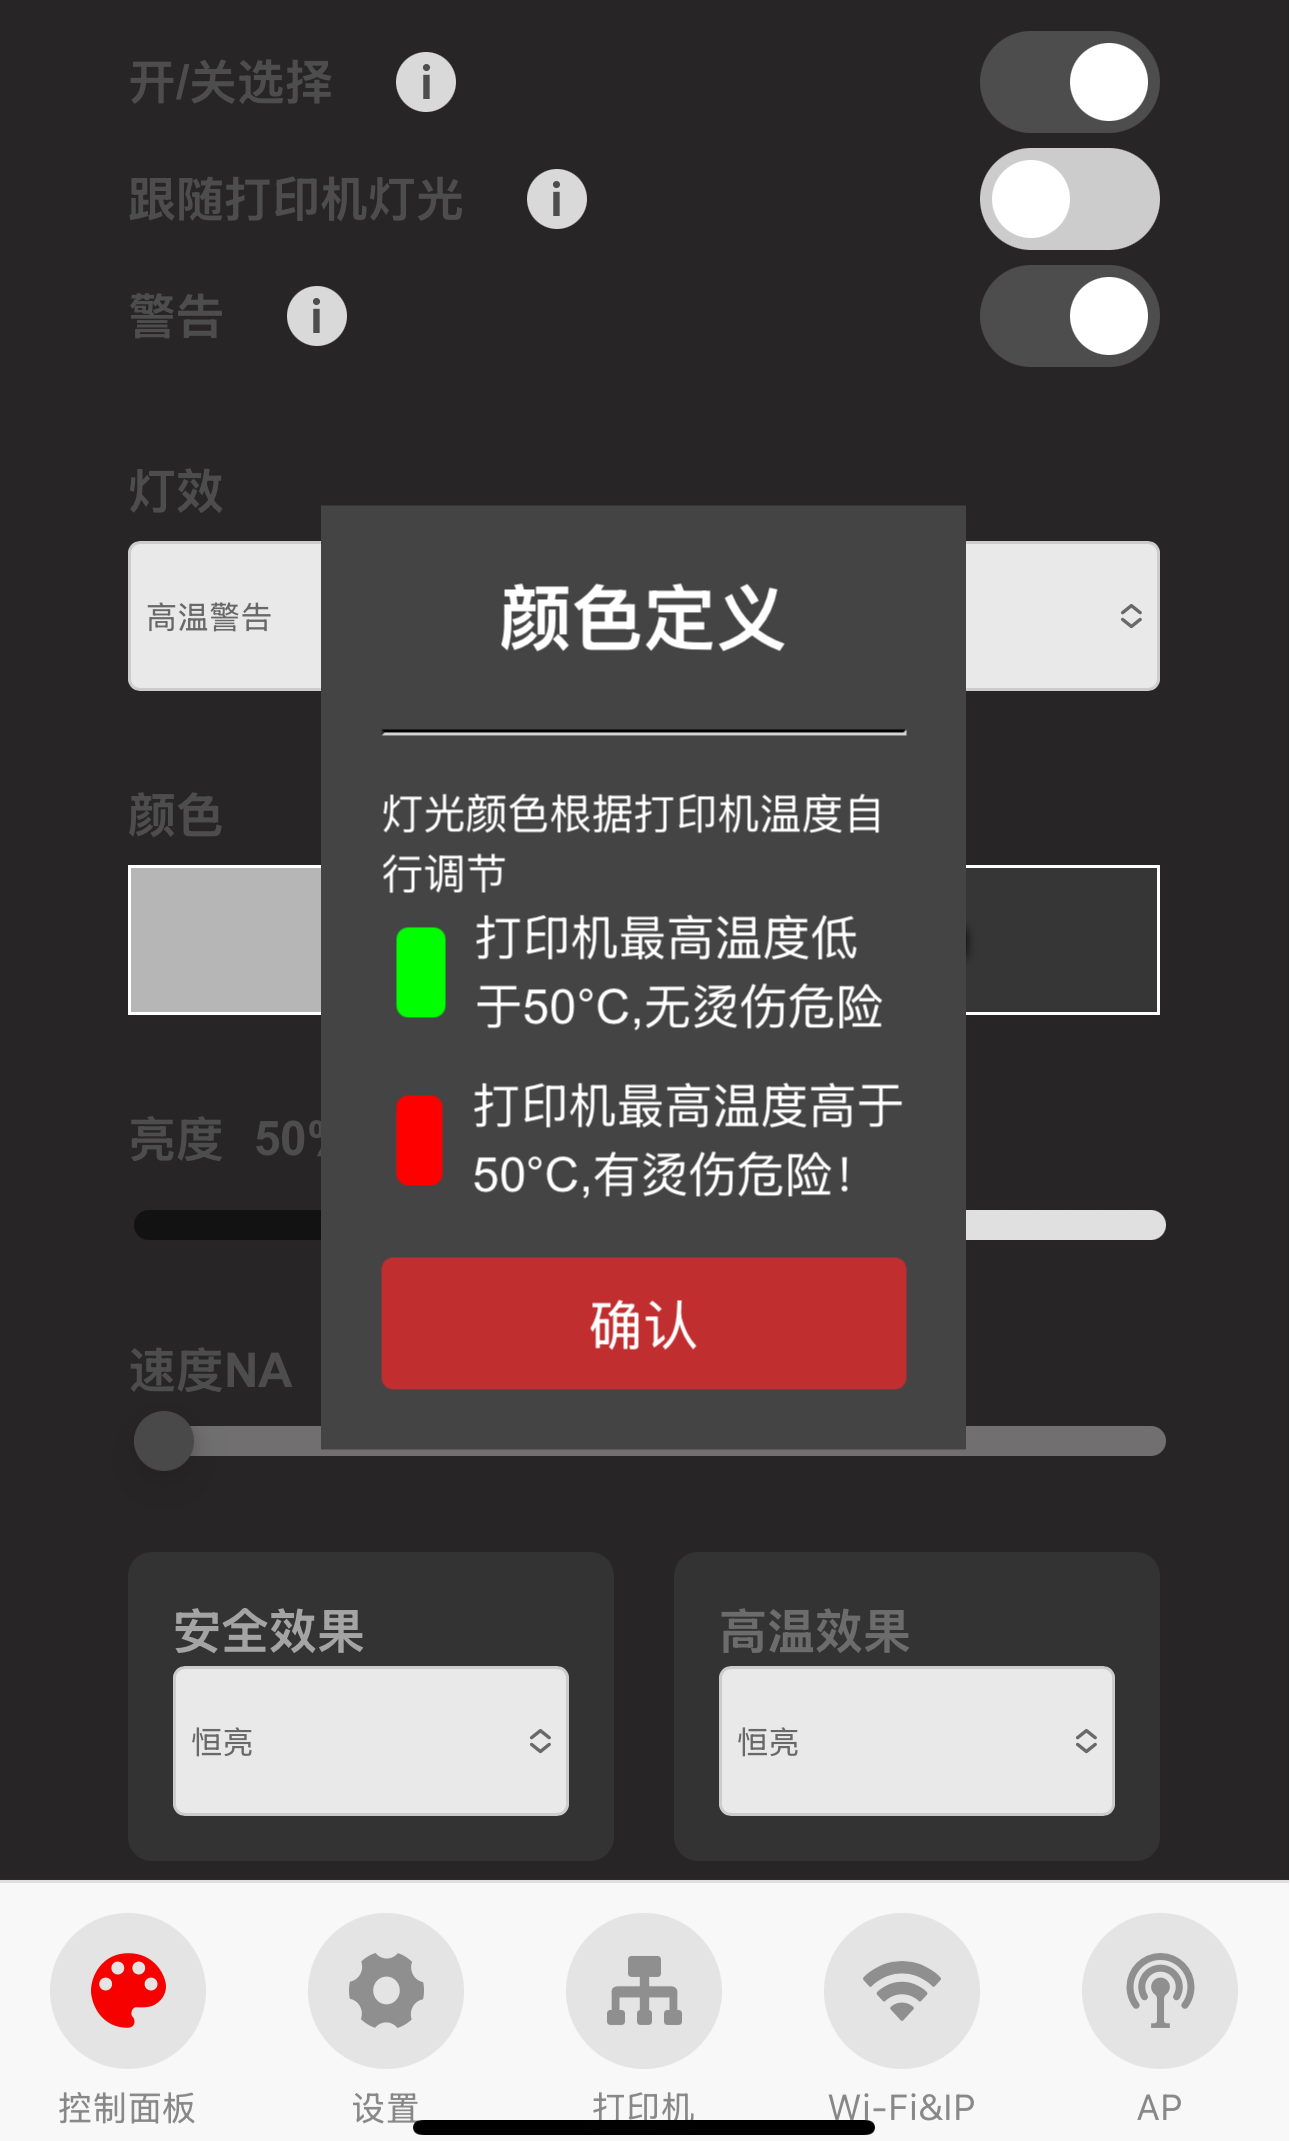 开/关选择
跟随打印机灯光
警告
灯效
高温警告
颜色定义
灯光颜色根据打印机温度自
行调节
打印机最高温度低
于50°C,无烫伤危险
打印机最高温度高于
50°C,有烫伤危险！
确认
颜色
亮度 50%
速度NA
安全效果
高温效果
恒亮
恒亮
控制面板
设置
打印机
Wi-Fi&IP
AP